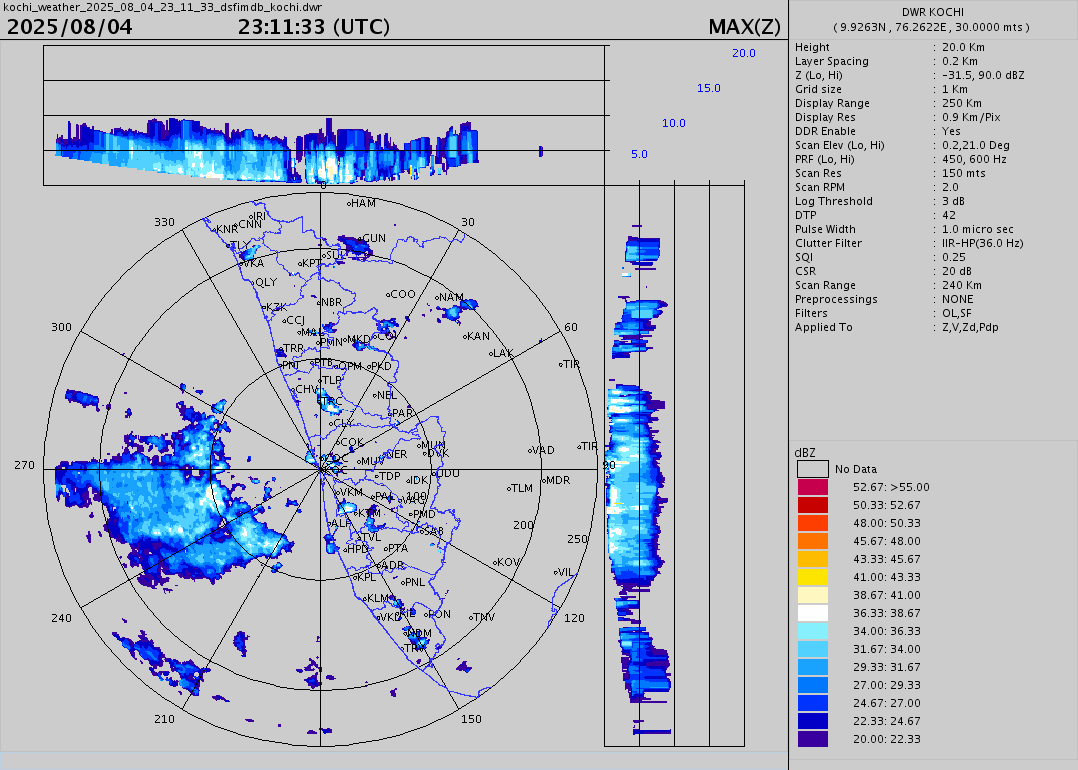 kochi_weather_2025_08_04_23_11_33_dsfimdb_kochi.dwr
2025/08/04 23:11:33 (UTC) MAX(Z)
20.0
15.0
10.0
5.0
DWR KOCHI
( 9.9263N , 76.2622E , 30.0000 mts )
Height : 20.0 Km
Layer Spacing : 0.2 Km
Z (Lo, Hi) : -31.5, 90.0 dBZ
Grid size : 1 Km
Display Range : 250 Km
Display Res : 0.9 Km/Pix
DDR Enable : Yes
Scan Elev (Lo, Hi) : 0.2,21.0 Deg
PRF (Lo, Hi) : 450, 600 Hz
Scan Res : 150 mts
Scan RPM : 2.0
Log Threshold : 3 dB
DTP : 42
Pulse Width : 1.0 micro sec
Clutter Filter : IIR-HP(36.0 Hz)
SQI : 0.25
CSR : 20 dB
Scan Range : 240 Km
Preprocessings : NONE
Filters : OL,SF
Applied To : Z,V,Zd,Pdp
0
HAM
330 IRI 30
KNR CNN
TLY GUN
SUL
VKA KPT
QLY
COO NAM
KZK NBR
CCJ
300 MAL 60
PMN MKD COI KAN
TRR LAK
PNI PTB OPM PKD TIR
TLP
CHV NEL
TRC
PAR
CLY
COK MUN TIR
DVK VAD
NER
COC MUV
270 KOC 90
TDP IDK UDU MDR
TLM
VKM PAL 100 VAG
KTM PMD
ALP 200
SAB
TVL 250
HPD PTA
ADR KOV
VIL
KPL PNL
KLM
240 VKD PON TNV 120
NDM
TRV
210 150
dBZ
No Data
52.67: >55.00
50.33: 52.67
48.00: 50.33
45.67: 48.00
43.33: 45.67
41.00: 43.33
38.67: 41.00
36.33: 38.67
34.00: 36.33
31.67: 34.00
29.33: 31.67
27.00: 29.33
24.67: 27.00
22.33: 24.67
20.00: 22.33